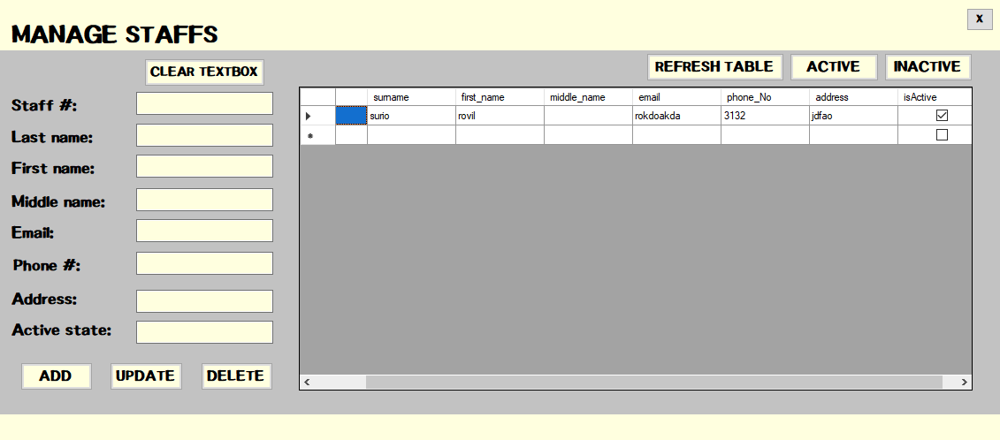 X
MANAGE STAFFS
CLEAR TEXTBOX
REFRESH TABLE ACTIVE INACTIVE
Staff #:
Last name:
First name:
Middle name:
Email:
Phone #:
Address:
Active state:
ADD UPDATE DELETE
surname first_name middle_name email phone_No address isActive
surio rovil rokdoakda 3132 jdfao